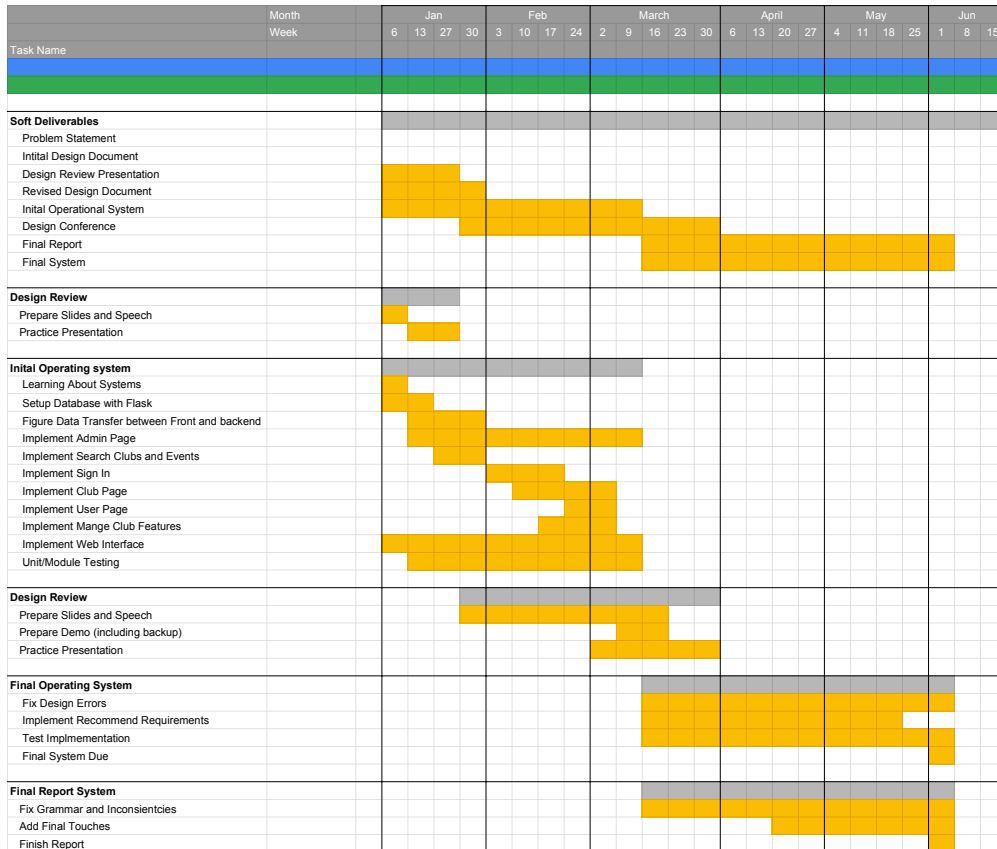 Month Jan Feb March April May Jun
Week 6 13 27 30 3 10 17 24 2 9 16 23 30 6 13 20 27 4 11 18 25 1 8 15
Task Name
Soft Deliverables
Problem Statement
Intital Design Document
Design Review Presentation
Revised Design Document
Inital Operational System
Design Conference
Final Report
Final System
Design Review
Prepare Slides and Speech
Practice Presentation
Inital Operating system
Learning About Systems
Setup Database with Flask
Figure Data Transfer between Front and backend
Implement Admin Page
Implement Search Clubs and Events
Implement Sign In
Implement Club Page
Implement User Page
Implement Mange Club Features
Implement Web Interface
Unit/Module Testing
Design Review
Prepare Slides and Speech
Prepare Demo (including backup)
Practice Presentation
Final Operating System
Fix Design Errors
Implement Recommend Requirements
Test Implmementation
Final System Due
Final Report System
Fix Grammar and Inconsientcies
Add Final Touches
Finish Report